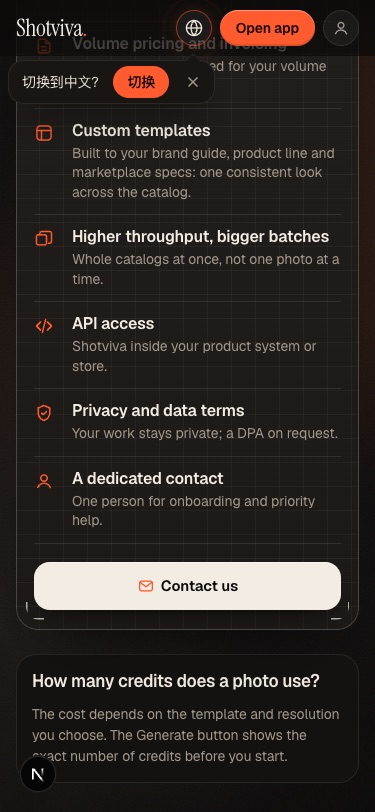 Shotviva.
Open app
Volume pricing and invoicing
ed for your volume
切换到中文?
切换
Custom templates
Built to your brand guide, product line and
marketplace specs: one consistent look
across the catalog.
Higher throughput, bigger batches
Whole catalogs at once, not one photo at a
time.
API access
Shotviva inside your product system or
store.
Privacy and data terms
Your work stays private; a DPA on request.
A dedicated contact
One person for onboarding and priority
help.
Contact us
How many credits does a photo use?
The cost depends on the template and resolution
you choose. The Generate button shows the
exact number of credits before you start.
N